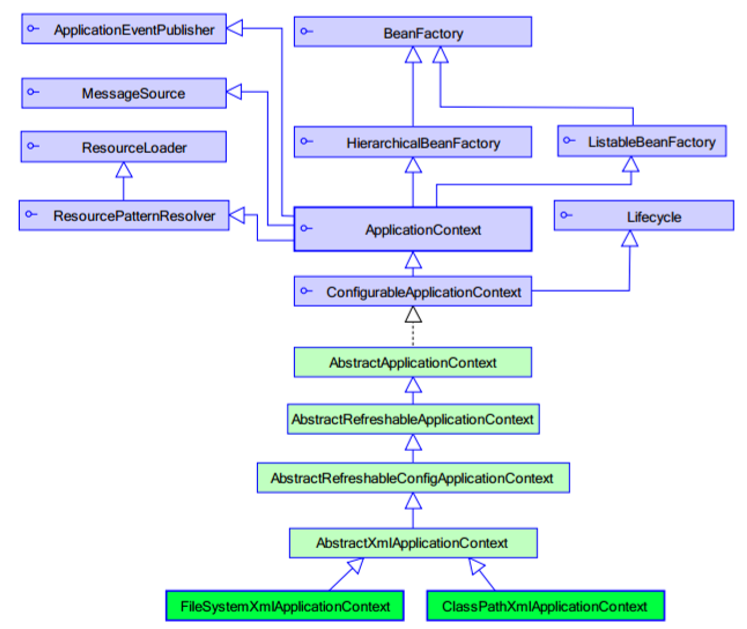 ApplicationEventPublisher
BeanFactory
MessageSource
ResourceLoader
HierarchicalBeanFactory
ListableBeanFactory
ResourcePatternResolver
ApplicationContext
Lifecycle
ConfigurableApplicationContext
AbstractApplicationContext
AbstractRefreshableApplicationContext
AbstractRefreshableConfigApplicationContext
AbstractXmlApplicationContext
FileSystemXmlApplicationContext
ClassPathXmlApplicationContext